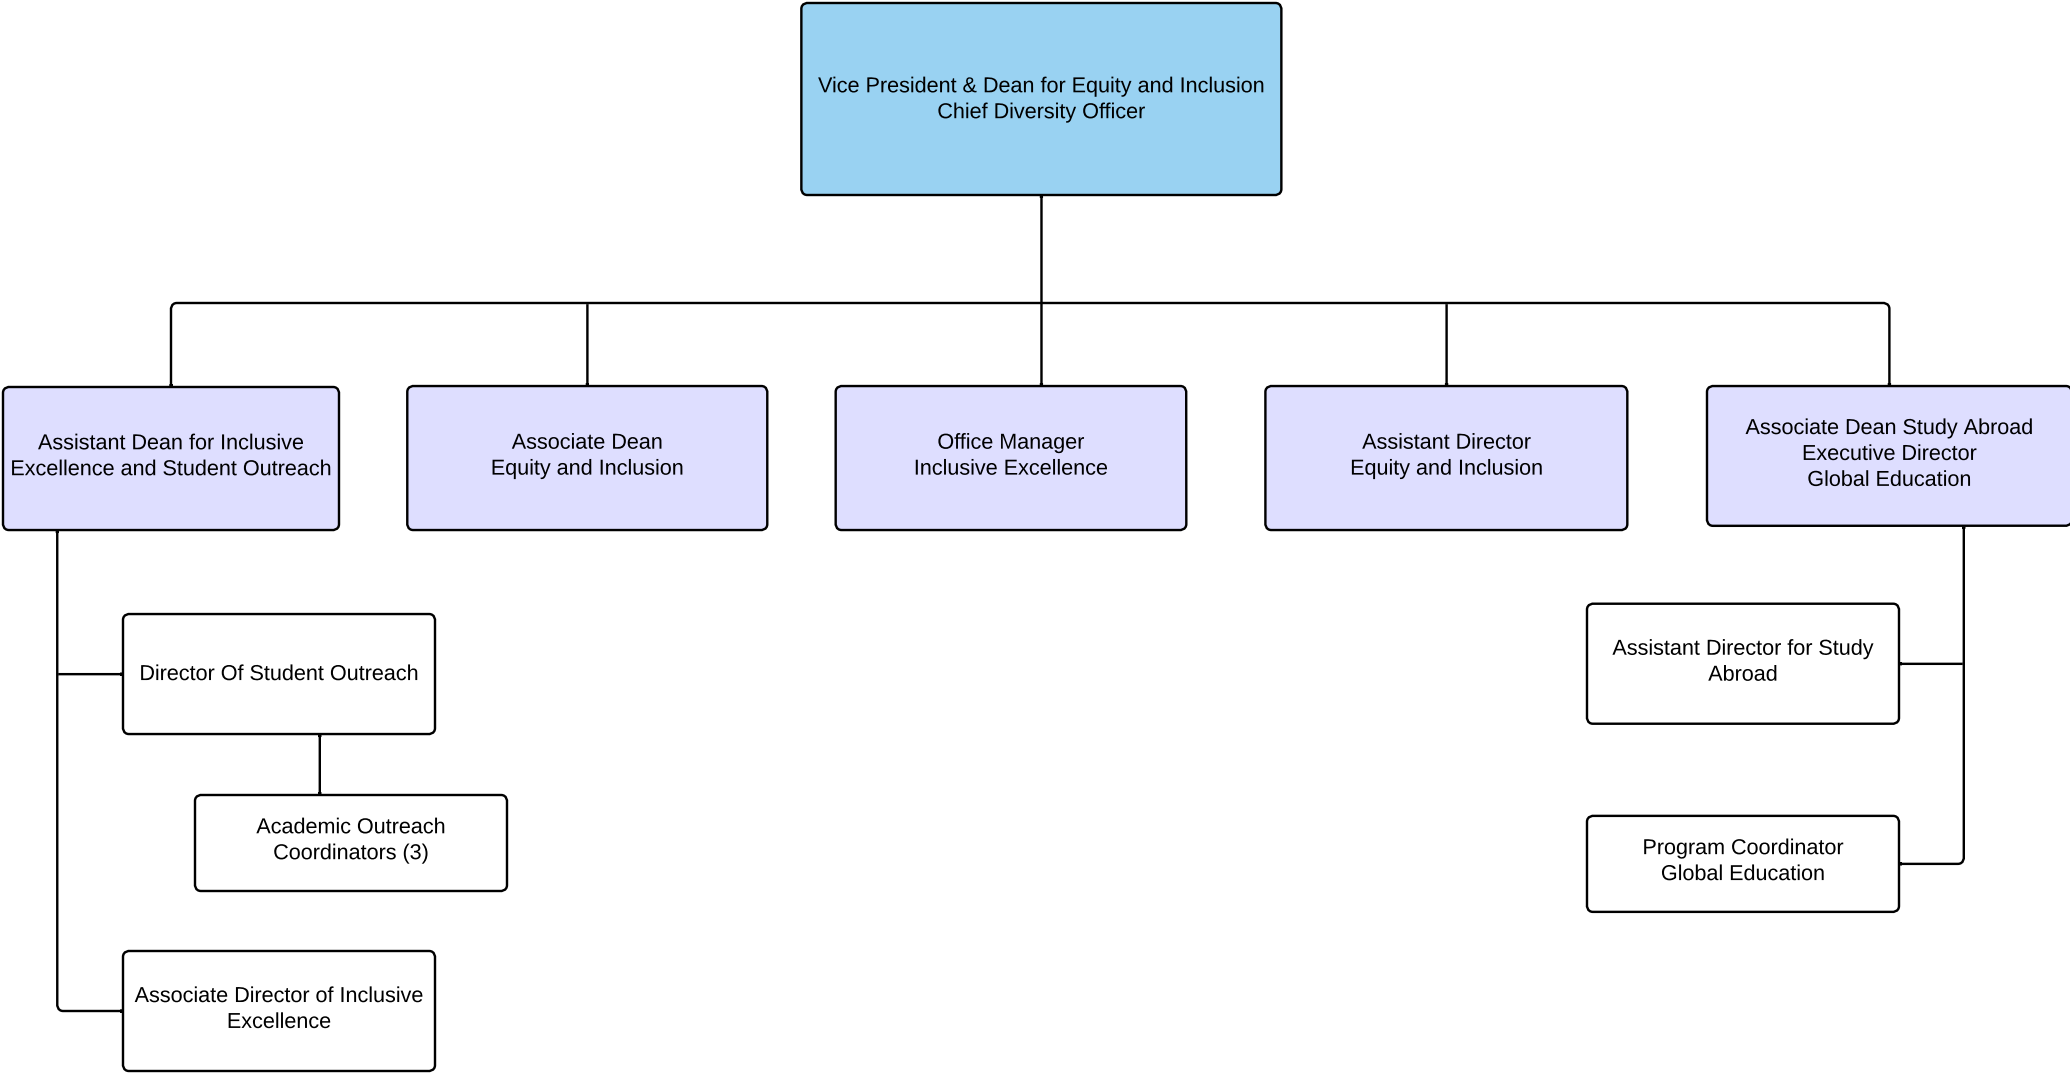 Vice President & Dean for Equity and Inclusion
Chief Diversity Officer
Assistant Dean for Inclusive
Excellence and Student Outreach
Associate Dean
Equity and Inclusion
Office Manager
Inclusive Excellence
Assistant Director
Equity and Inclusion
Associate Dean Study Abroad
Executive Director
Global Education
Director Of Student Outreach
Academic Outreach
Coordinators (3)
Associate Director of Inclusive
Excellence
Assistant Director for Study
Abroad
Program Coordinator
Global Education